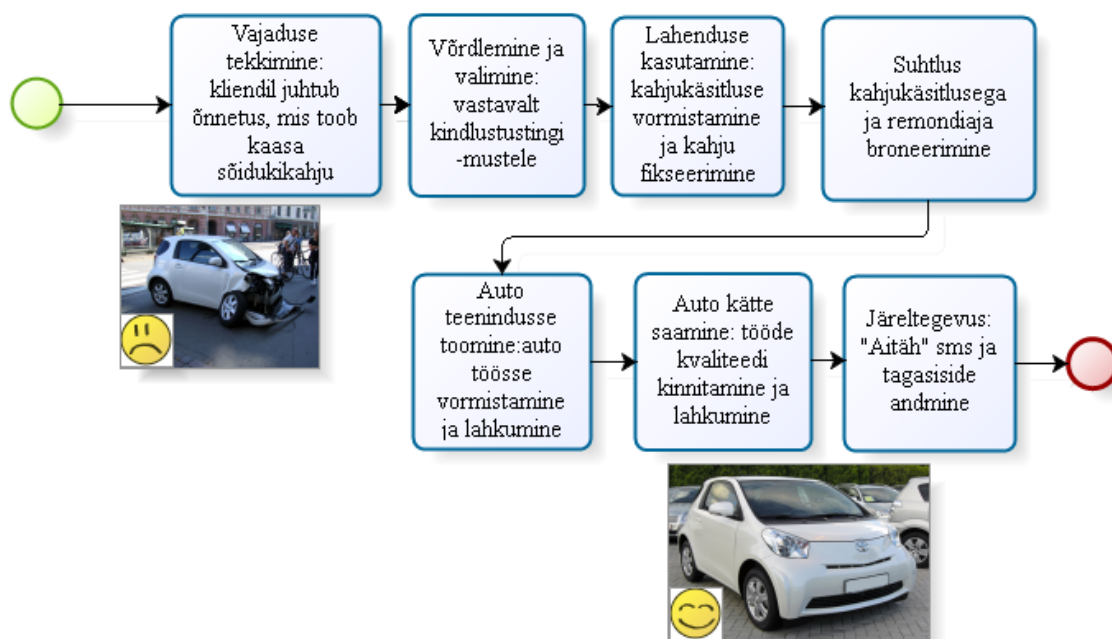 Vajaduse
tekkimine:
kliendil juhtub
õnnetus, mis toob
kaasa
sõidukikahju
Võrdlemine ja
valimine:
vastavalt
kindlustustingi
-mustele
Lahenduse
kasutamine:
kahjukäsitluse
vormistamine
ja kahju
fikseerimine
Suhtlus
kahjukäsitlusega
ja remondiaja
broneerimine
Auto
teenindusse
toomine:auto
töösse
vormistamine
ja lahkumine
Auto kätte
saamine: tööde
kvaliteedi
kinnitamine ja
lahkumine
Järeltegevus:
"Aitäh" sms ja
tagasiside
andmine